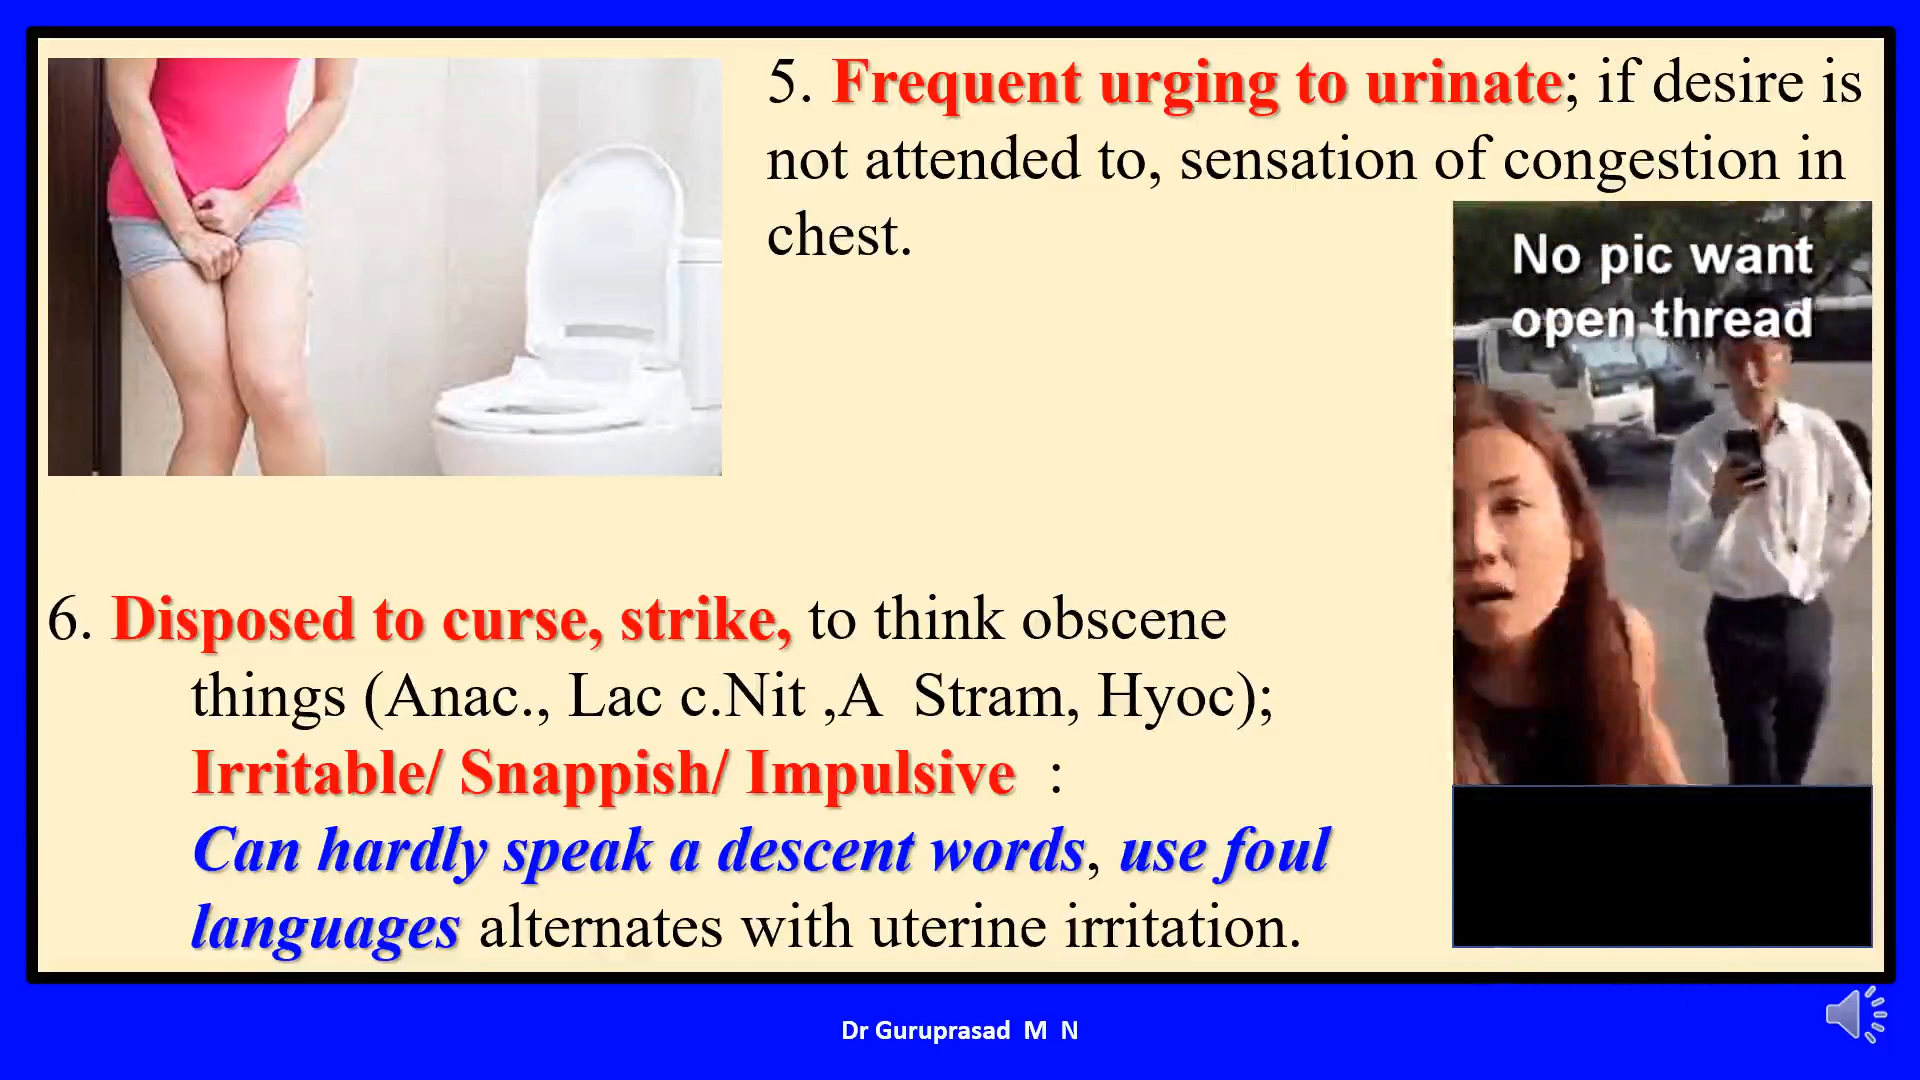 5. Frequent urging to urinate; if desire is
not attended to, sensation of congestion in
chest.
No pic want
open thread
6. Disposed to curse, strike, to think obscene
things (Anac., Lac c.Nit ,A  Stram, Hyoc);
Irritable/ Snappish/ Impulsive  :
Can hardly speak a descent words, use foul
languages alternates with uterine irritation.
Dr Guruprasad  M  N